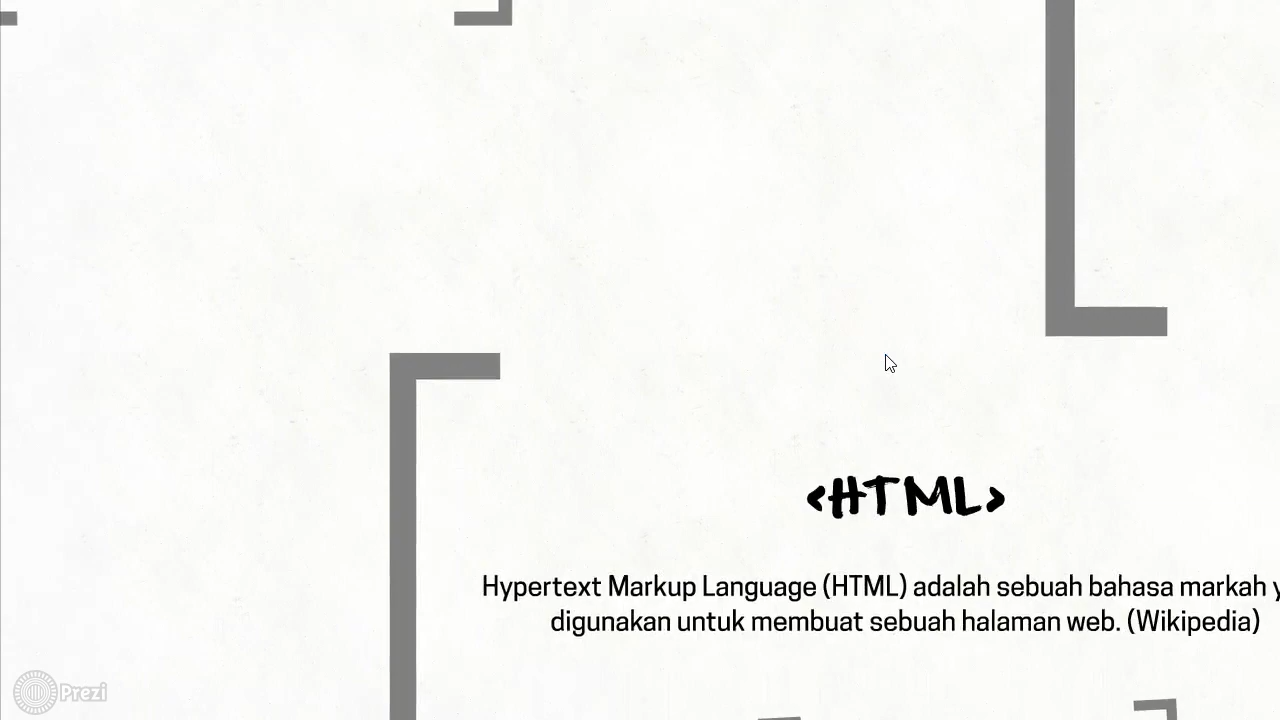 <HTML>
Hypertext Markup Language (HTML) adalah sebuah bahasa markah
digunakan untuk membuat sebuah halaman web. (Wikipedia)
Prezi